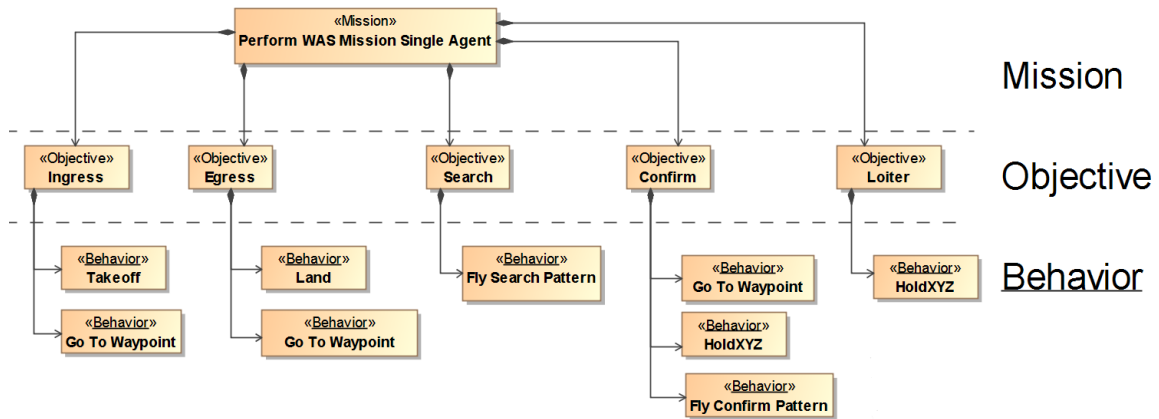 «Mission»
Perform WAS Mission Single Agent
Mission
«Objective»
Ingress
«Objective»
Egress
«Objective»
Search
«Objective»
Confirm
«Objective»
Loiter
Objective
«Behavior»
Takeoff
«Behavior»
Go To Waypoint
«Behavior»
Land
«Behavior»
Go To Waypoint
«Behavior»
Fly Search Pattern
«Behavior»
Go To Waypoint
«Behavior»
HoldXYZ
«Behavior»
Fly Confirm Pattern
«Behavior»
HoldXYZ
Behavior